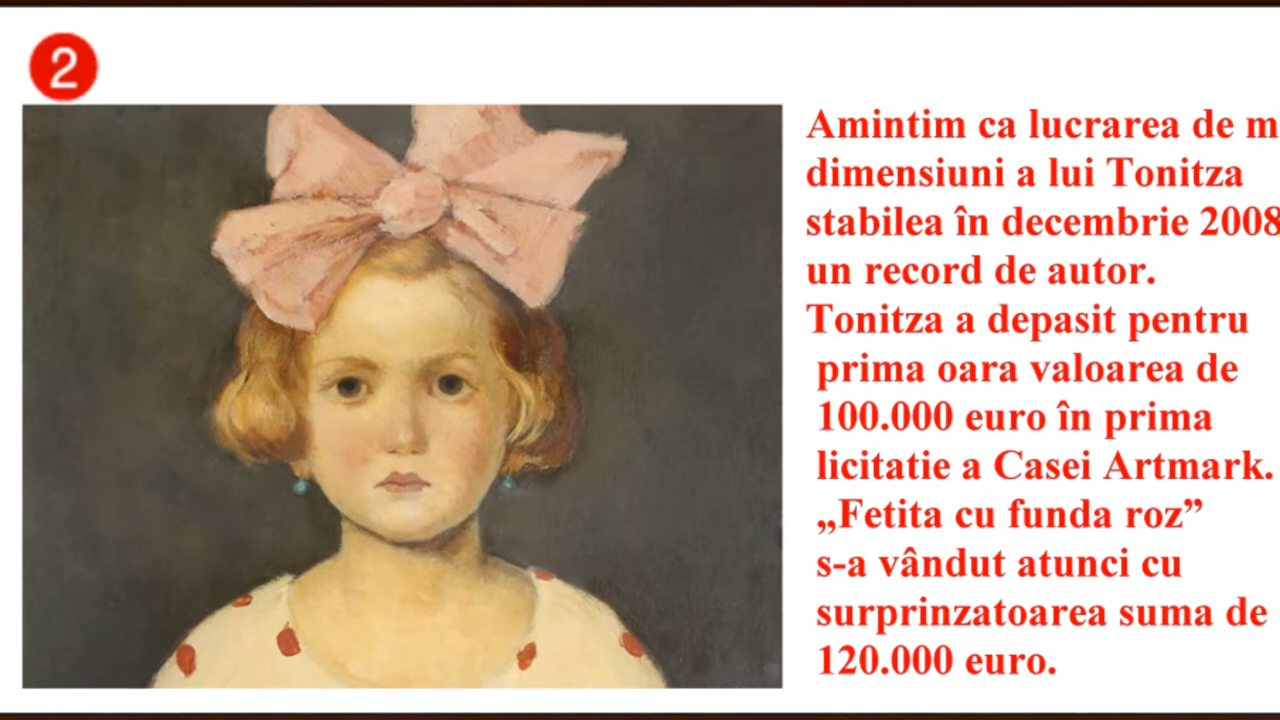 2
Amintim ca lucrarea de m
dimensiuni a lui Tonitza
stabilea în decembrie 2008
un record de autor.
Tonitza a depasit pentru
prima oara valoarea de
100.000 euro în prima
licitatie a Casei Artmark.
„Fetita cu funda roz”
s-a vândut atunci cu
surprinzatoarea suma de
120.000 euro.